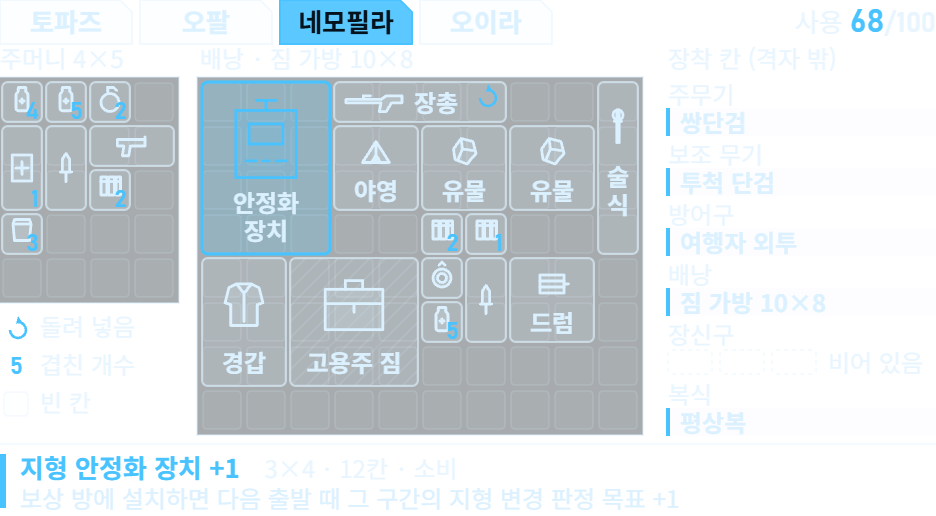 토파즈 오팔 네모필라 오이라 사용 68/100
주머니 4×5
배낭 · 짐 가방 10×8
장착 칸 (격자 밖)
4 5 2
1 2
3
돌려 넣음
5 겹친 개수
빈 칸
안정화
장치
장총
야영
유물
유물
술
식
2 1
경갑
고용주 짐
5
드럼
주무기
쌍단검
보조 무기
투척 단검
방어구
여행자 외투
배낭
짐 가방 10×8
장신구
비어 있음
복식
평상복
지형 안정화 장치 +1 3×4 · 12칸 · 소비
보상 방에 설치하면 다음 출발 때 그 구간의 지형 변경 판정 목표 +1